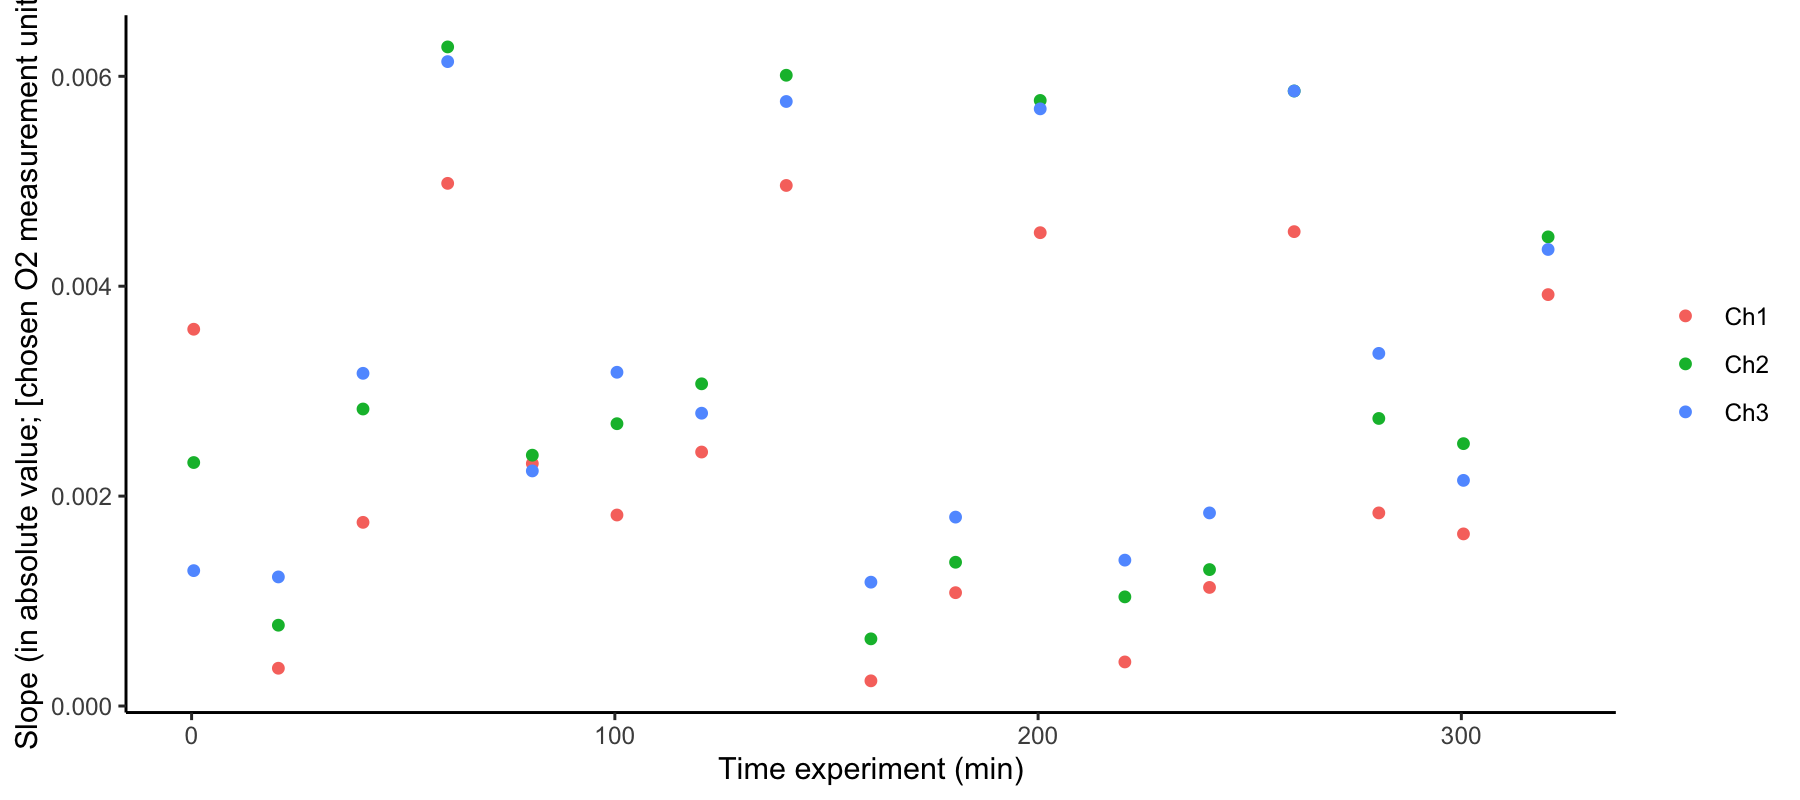 Slope (in absolute value; [chosen O2 measurement unit
0.006
0.004
0.002
0.000
0
100
200
300
Time experiment (min)
Ch1
Ch2
Ch3